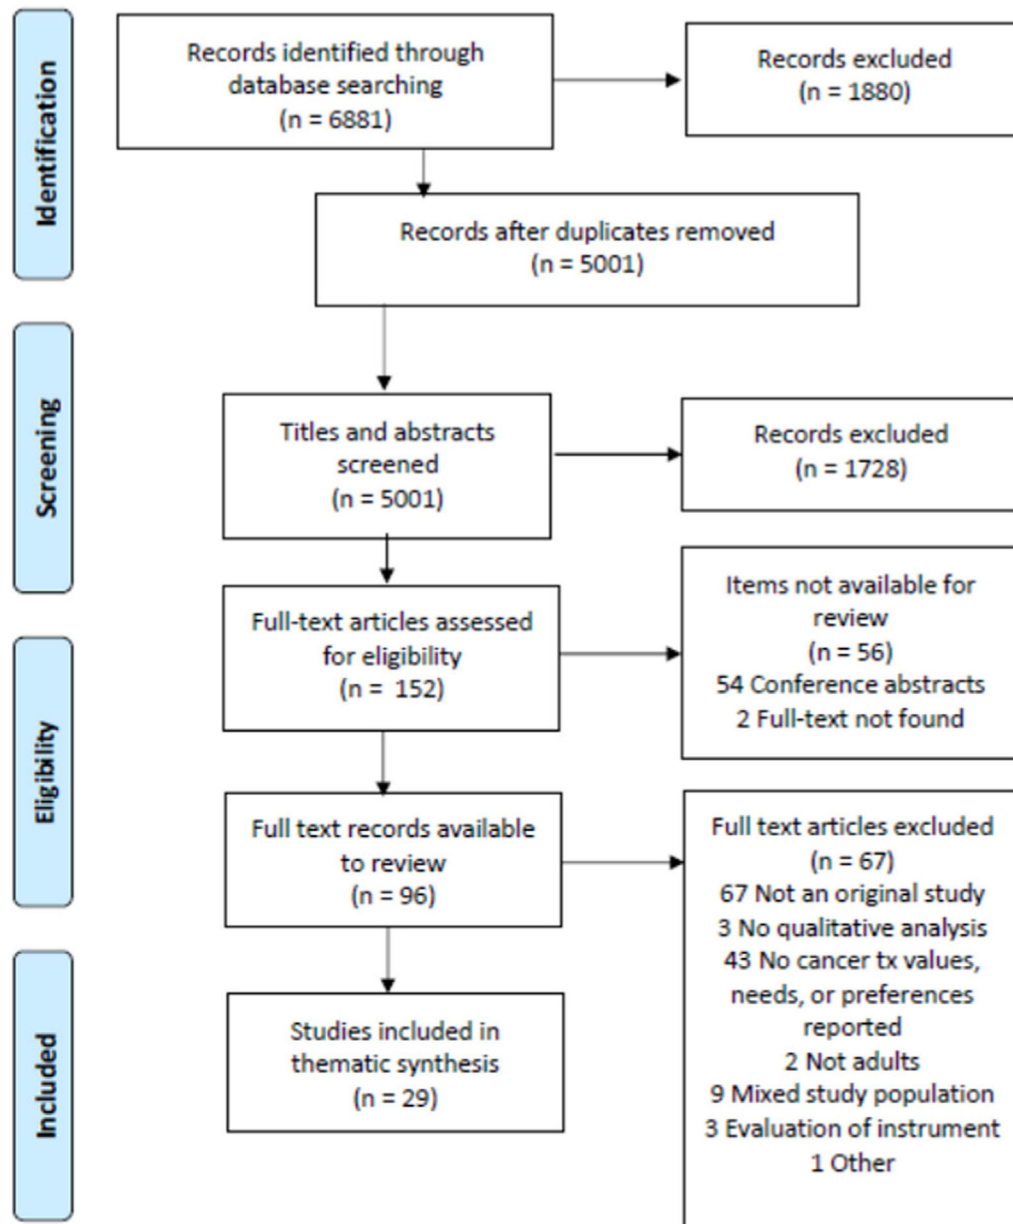 Identification
Records identified through
database searching
(n = 6881)
Records excluded
(n = 1880)
Records after duplicates removed
(n = 5001)
Screening
Titles and abstracts
screened
(n = 5001)
Records excluded
(n = 1728)
Eligibility
Full-text articles assessed
for eligibility
(n = 152)
Items not available for
review
(n = 56)
54 Conference abstracts
2 Full-text not found
Full text records available
to review
(n = 96)
Full text articles excluded
(n = 67)
67 Not an original study
3 No qualitative analysis
43 No cancer tx values,
needs, or preferences
reported
2 Not adults
9 Mixed study population
3 Evaluation of instrument
1 Other
Included
Studies included in
thematic synthesis
(n = 29)